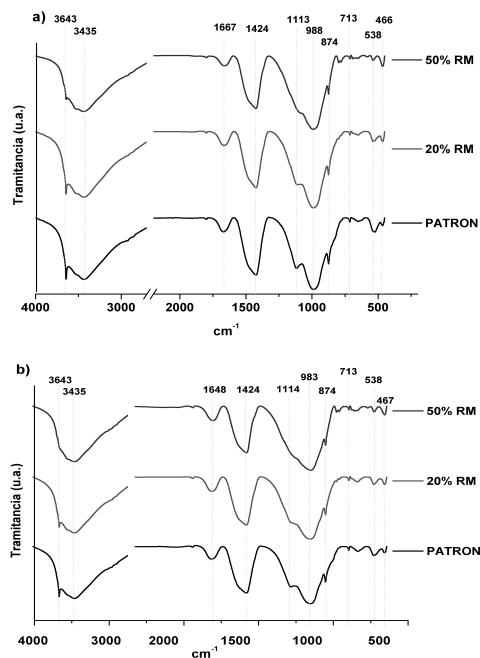 a)
3643
3435
1667
1424
1113
988
874
713
538
466
50% RM
20% RM
PATRON
Tramitancia (u.a.)
4000 3000 2000 1500 1000 500
cm-1
b)
3643
3435
1648
1424
1114
983
874
713
538
467
50% RM
20% RM
PATRON
Tramitancia (u.a.)
4000 3000 2000 1500 1000 500
cm-1